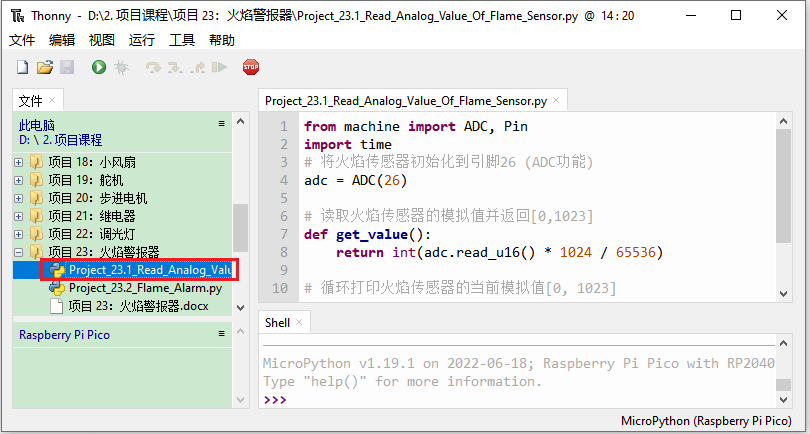 Thonny - D:\2. 项目课程\项目 23：火焰警报器\Project_23.1_Read_Analog_Value_Of_Flame_Sensor.py @ 14:20
文件 编辑 视图 运行 工具 帮助
STOP
文件 ×
此电脑
D: \ 2. 项目课程
项目 18：小风扇
项目 19：舵机
项目 20：步进电机
项目 21：继电器
项目 22：调光灯
项目 23：火焰警报器
Project_23.1_Read_Analog_Valu
Project_23.2_Flame_Alarm.py
项目 23：火焰警报器.docx
Raspberry Pi Pico
Project_23.1_Read_Analog_Value_Of_Flame_Sensor.py ×
1 from machine import ADC, Pin
2 import time
3 # 将火焰传感器初始化到引脚26 (ADC功能)
4 adc = ADC(26)
5
6 # 读取火焰传感器的模拟值并返回[0,1023]
7 def get_value():
8 return int(adc.read_u16() * 1024 / 65536)
9
10 # 循环打印火焰传感器的当前模拟值[0, 1023]
Shell ×
MicroPython v1.19.1 on 2022-06-18; Raspberry Pi Pico with RP2040
Type "help()" for more information.
>>>
MicroPython (Raspberry Pi Pico)